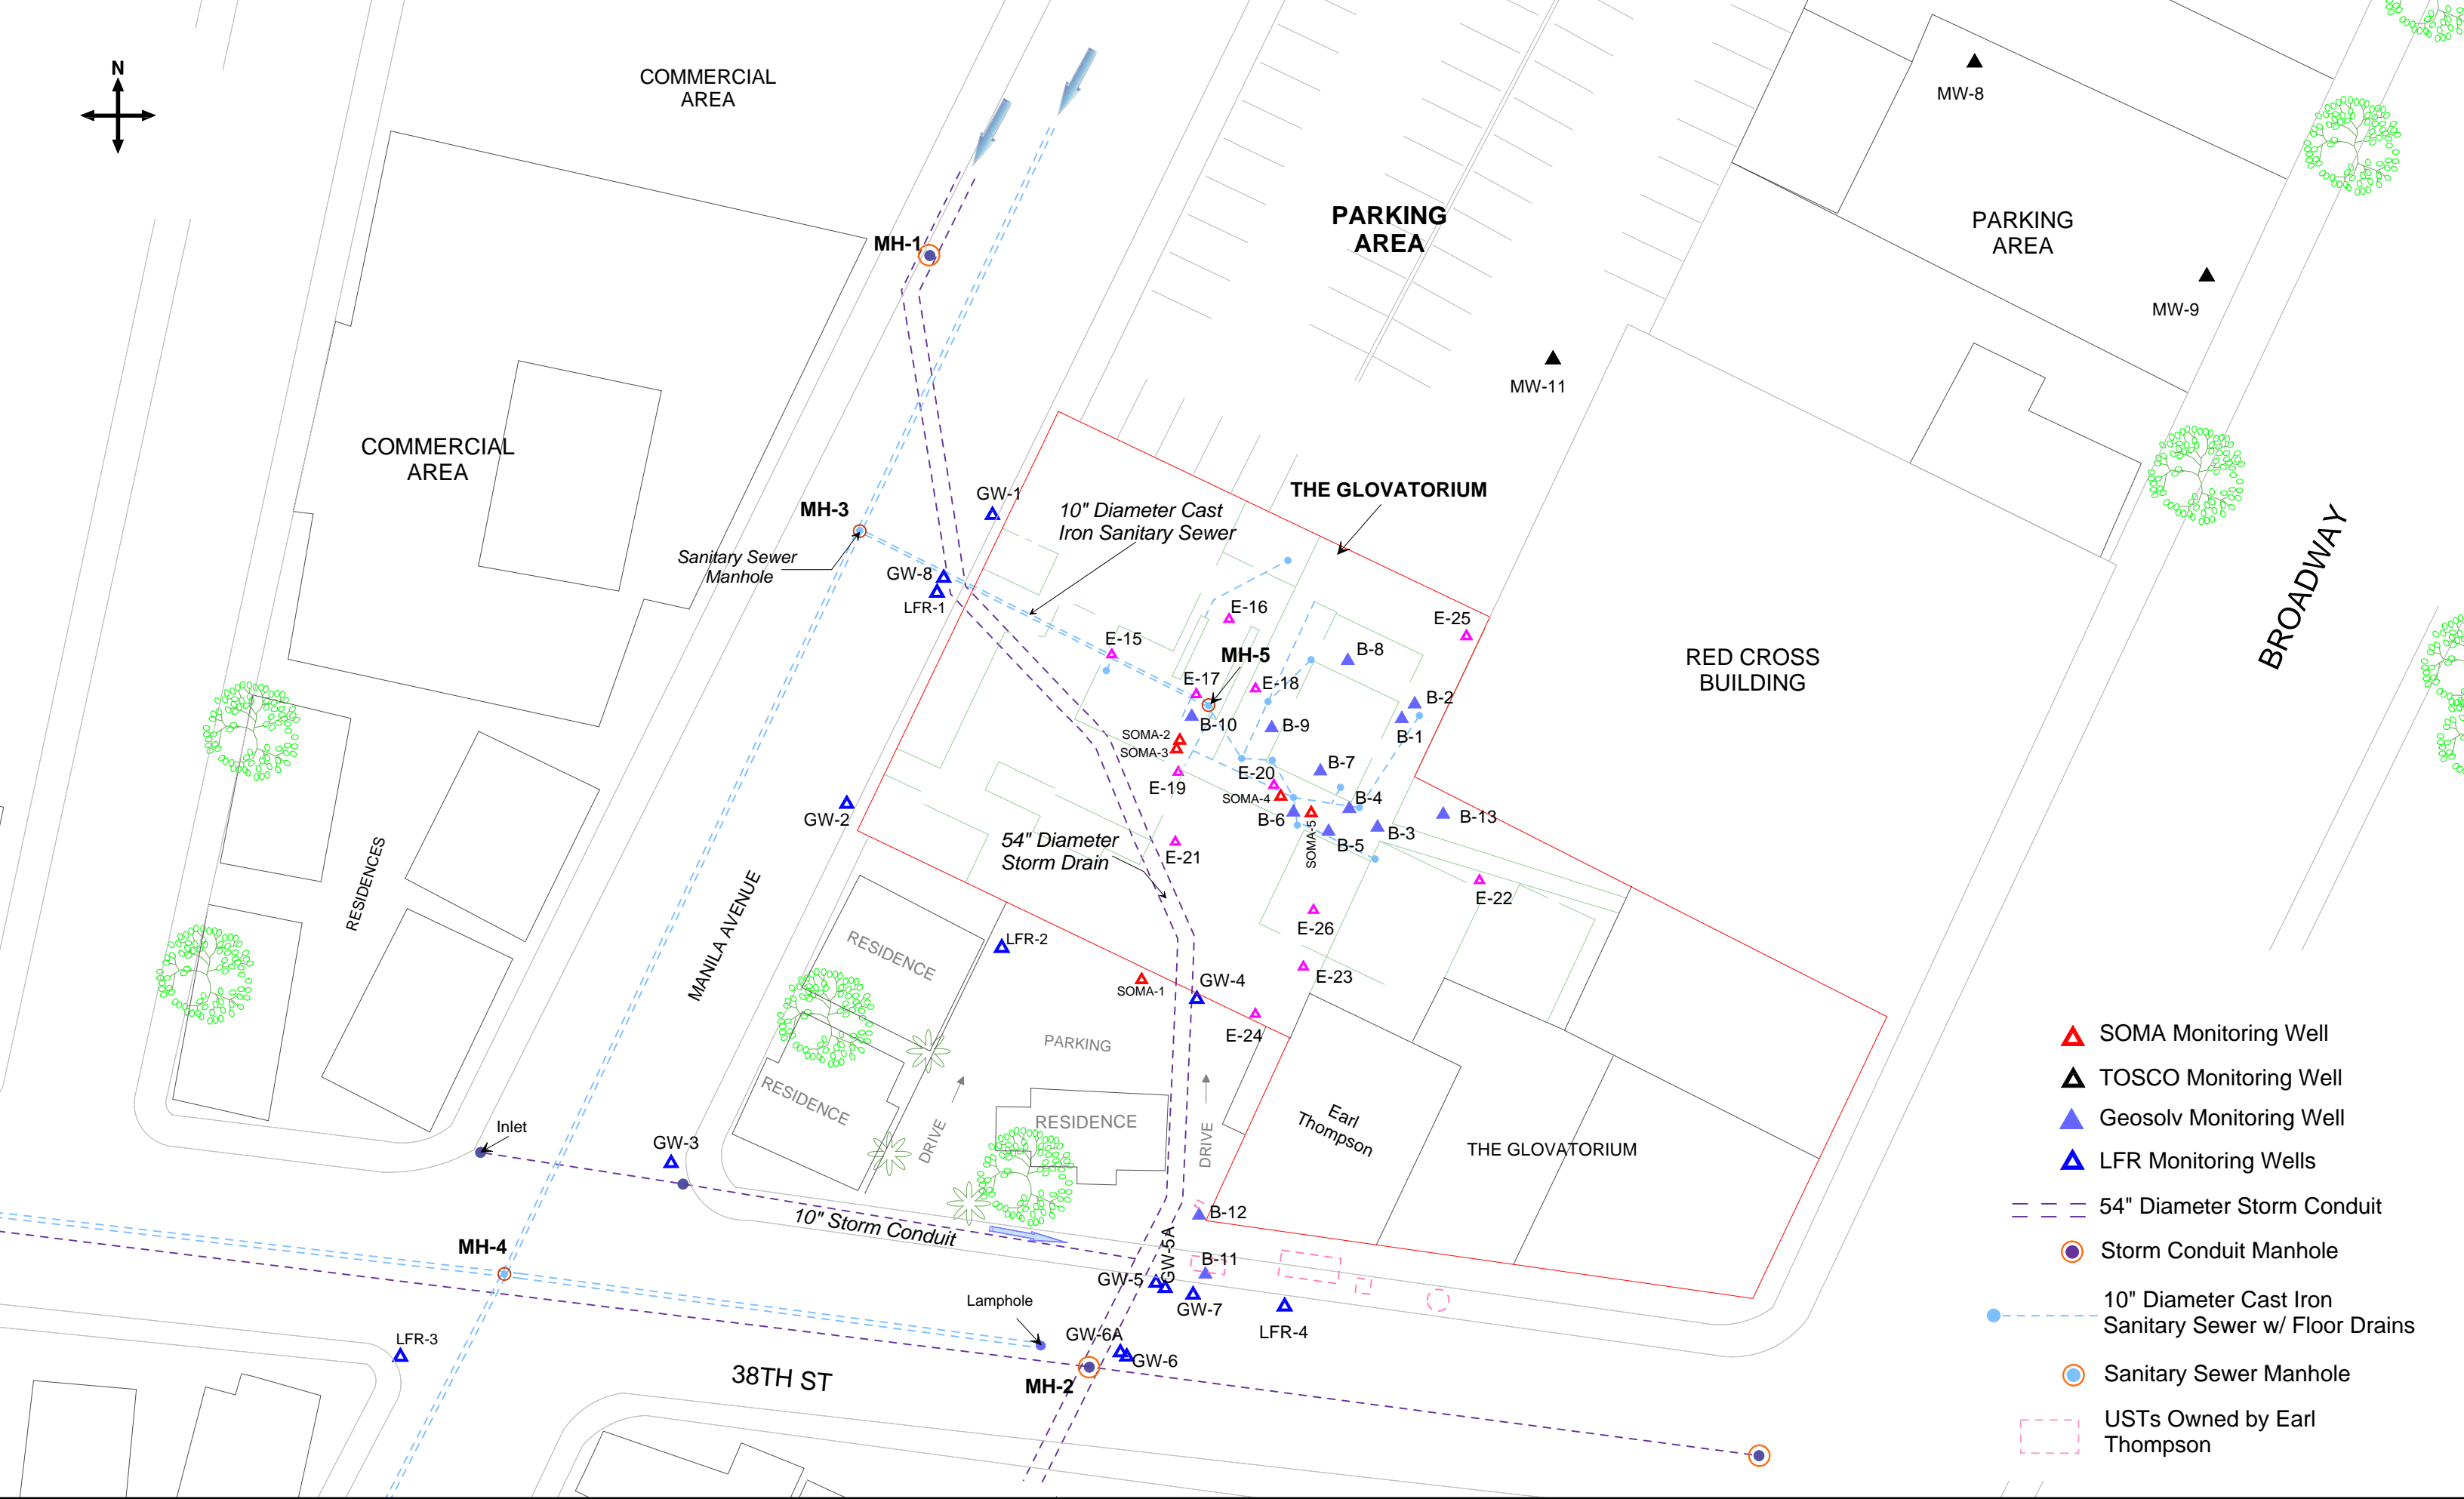 N
COMMERCIAL
AREA
MW-8
PARKING
AREA
PARKING
AREA
MH-1
MW-9
MW-11
COMMERCIAL
AREA
THE GLOVATORIUM
GW-1
MH-3
10" Diameter Cast
Iron Sanitary Sewer
BROADWAY
Sanitary Sewer
Manhole
GW-8
LFR-1
E-16
E-25
E-15
B-8
MH-5
RED CROSS
BUILDING
E-17
E-18
B-2
B-10
B-9
B-1
SOMA-2
SOMA-3
B-7
E-20
E-19
SOMA-4
B-4
GW-2
B-6
B-13
B-3
SOMA-5
B-5
54" Diameter
Storm Drain
E-21
RESIDENCES
E-22
MANILA AVENUE
E-26
RESIDENCE
LFR-2
E-23
SOMA-1
GW-4
E-24
PARKING
SOMA Monitoring Well
TOSCO Monitoring Well
Geosolv Monitoring Well
LFR Monitoring Wells
54" Diameter Storm Conduit
Storm Conduit Manhole
10" Diameter Cast Iron
Sanitary Sewer w/ Floor Drains
Sanitary Sewer Manhole
USTs Owned by Earl
Thompson
RESIDENCE
RESIDENCE
Earl
Thompson
THE GLOVATORIUM
Inlet
GW-3
DRIVE
DRIVE
10" Storm Conduit
B-12
MH-4
GW-5A
B-11
GW-5
Lamphole
GW-7
LFR-3
GW-6A
LFR-4
GW-6
38TH ST
MH-2